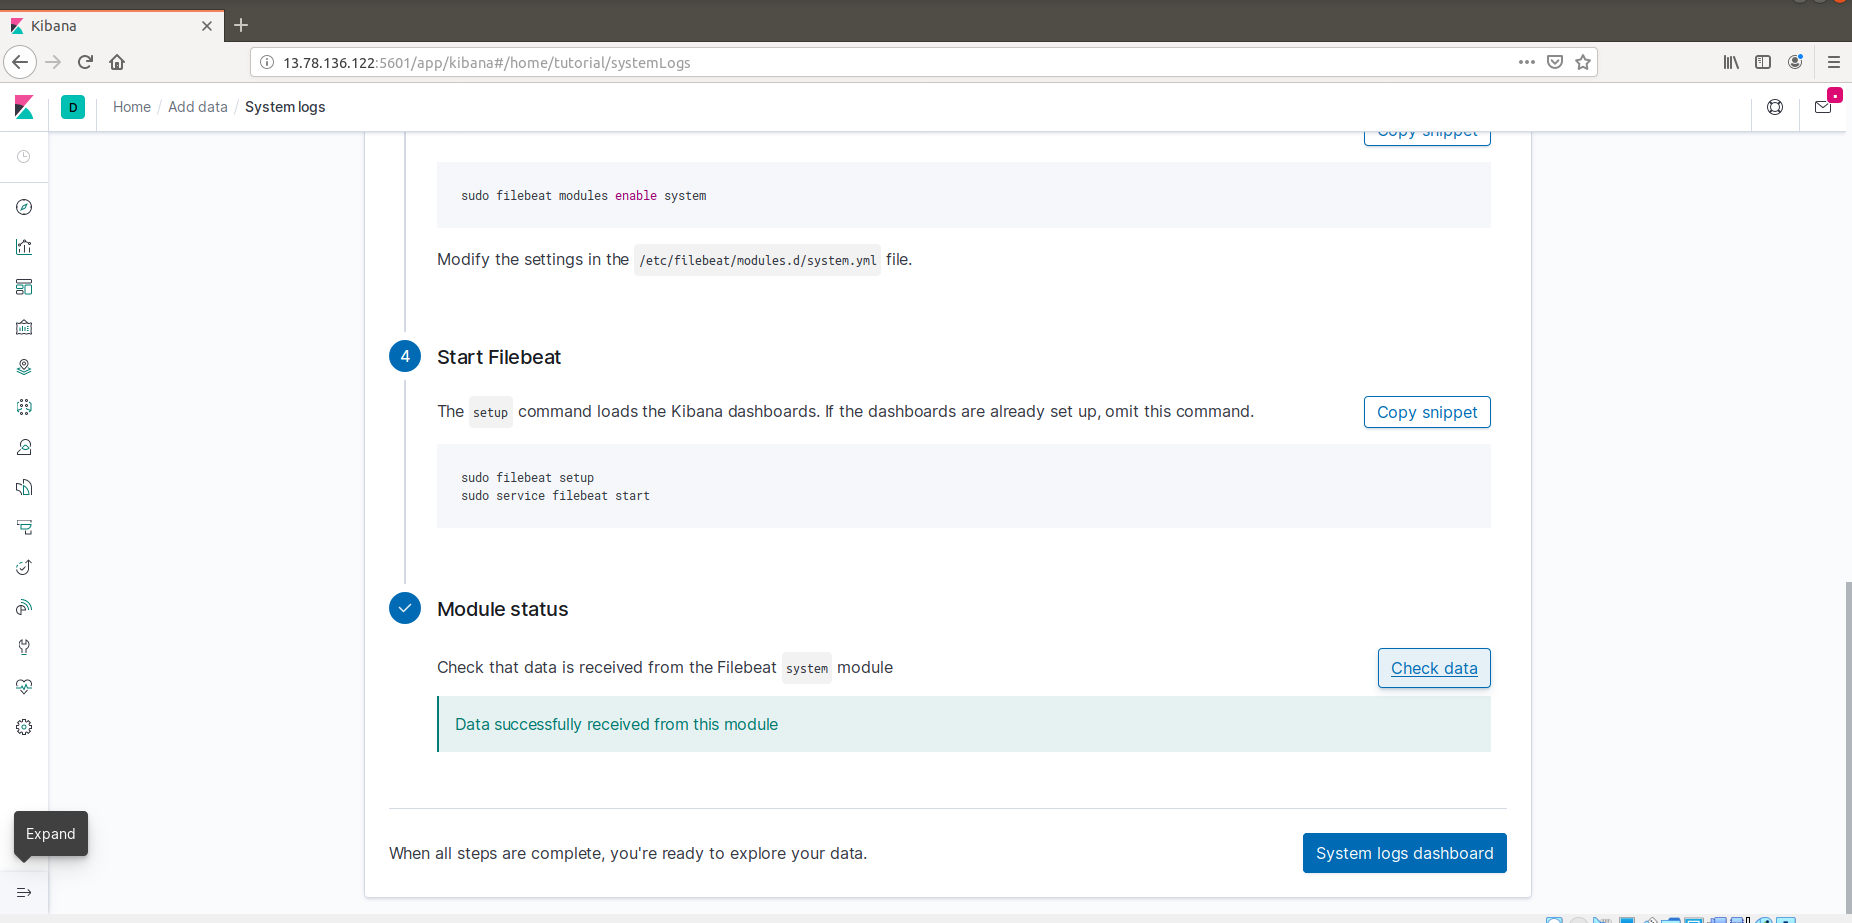 Kibana
13.78.136.122:5601/app/kibana#/home/tutorial/systemLogs
D
Home / Add data / System logs
Copy snippet
sudo filebeat modules enable system
Modify the settings in the /etc/filebeat/modules.d/system.yml file.
4 Start Filebeat
The setup command loads the Kibana dashboards. If the dashboards are already set up, omit this command.
Copy snippet
sudo filebeat setup
sudo service filebeat start
Module status
Check that data is received from the Filebeat system module
Check data
Data successfully received from this module
Expand
When all steps are complete, you're ready to explore your data.
System logs dashboard